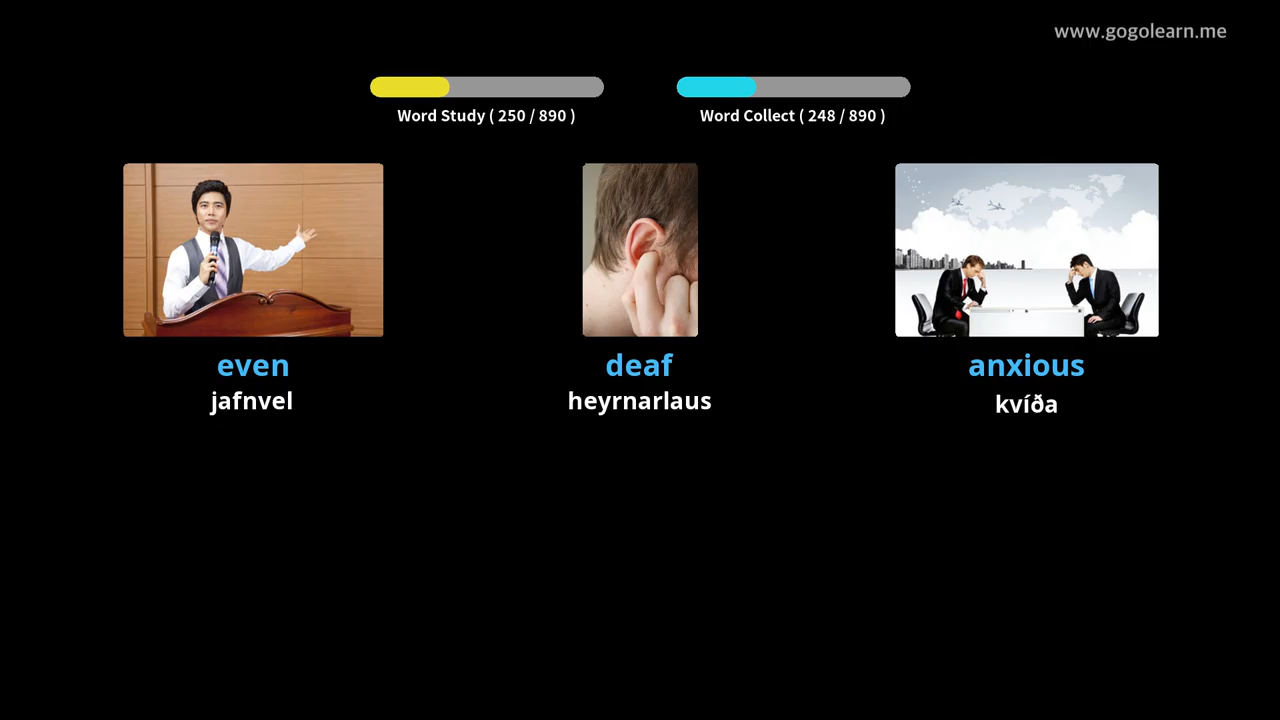 www.gogolearn.me
Word Study ( 250 / 890 )
Word Collect ( 248 / 890 )
even
jafnvel
deaf
heyrnarlaus
anxious
kvíða